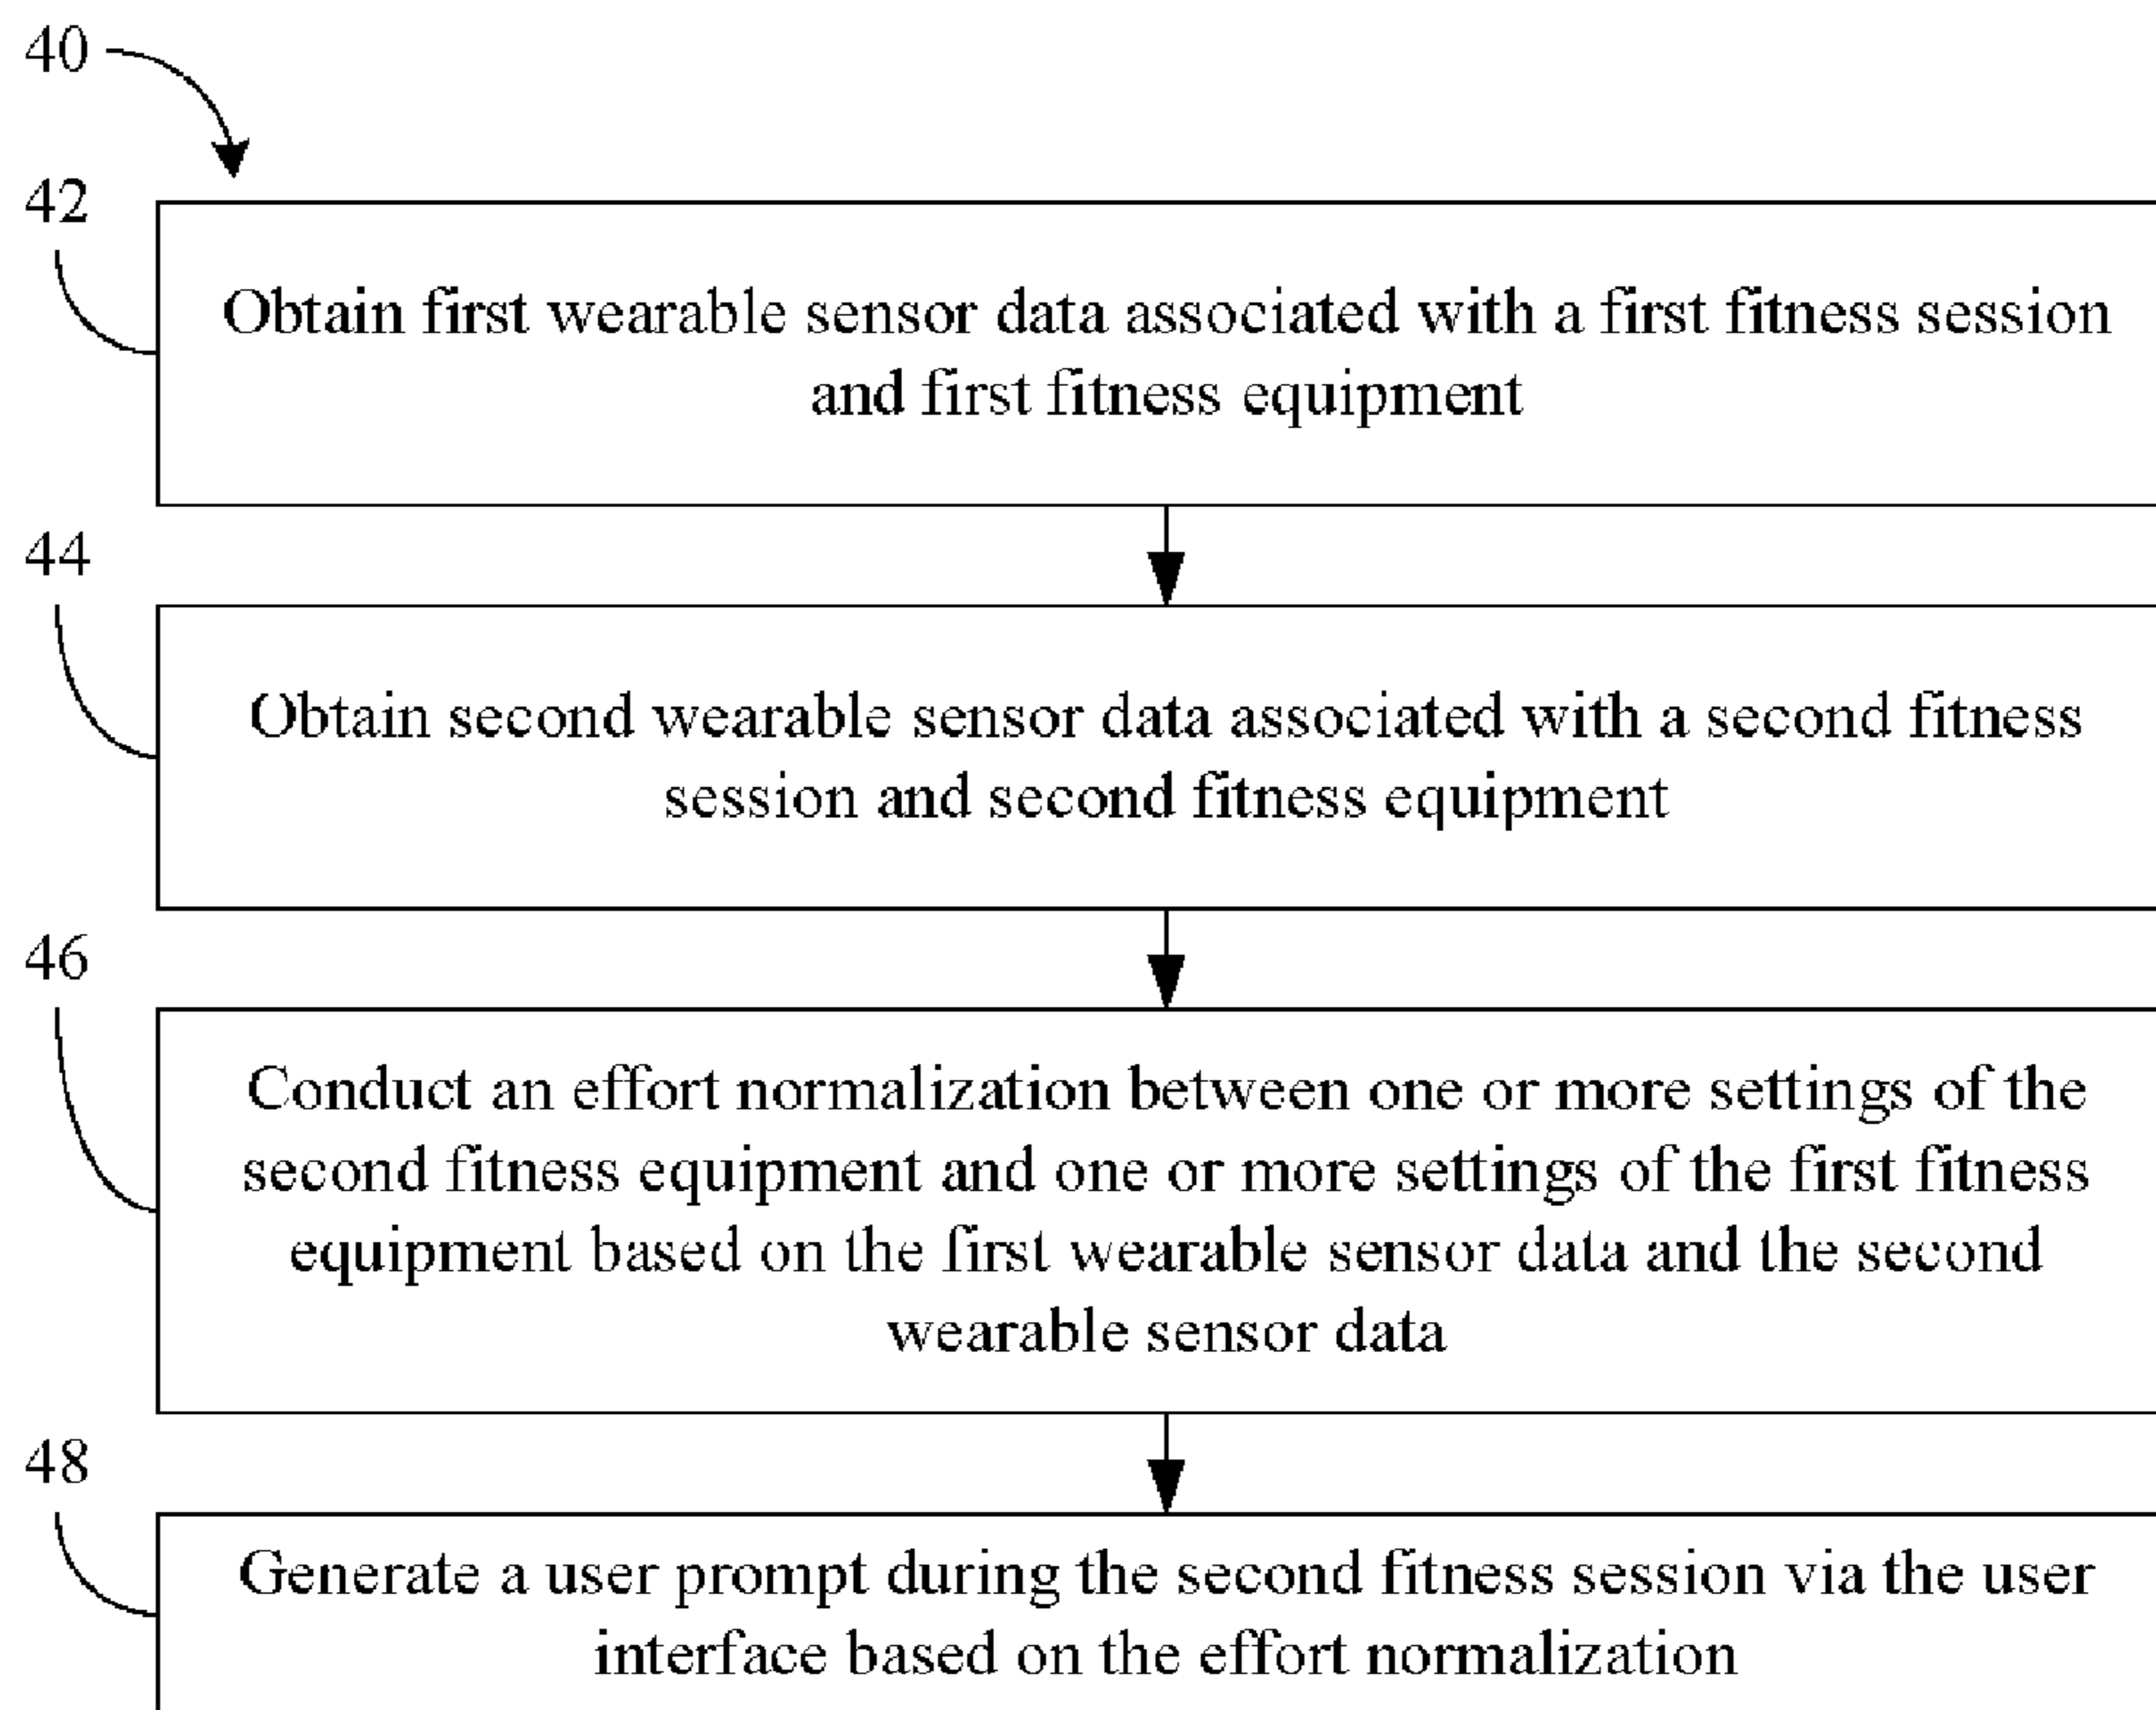 40
42
Obtain first wearable sensor data associated with a first fitness session
and first fitness equipment
44
Obtain second wearable sensor data associated with a second fitness
session and second fitness equipment
46
Conduct an effort normalization between one or more settings of the
second fitness equipment and one or more settings of the first fitness
equipment based on the first wearable sensor data and the second
wearable sensor data
48
Generate a user prompt during the second fitness session via the user
interface based on the effort normalization